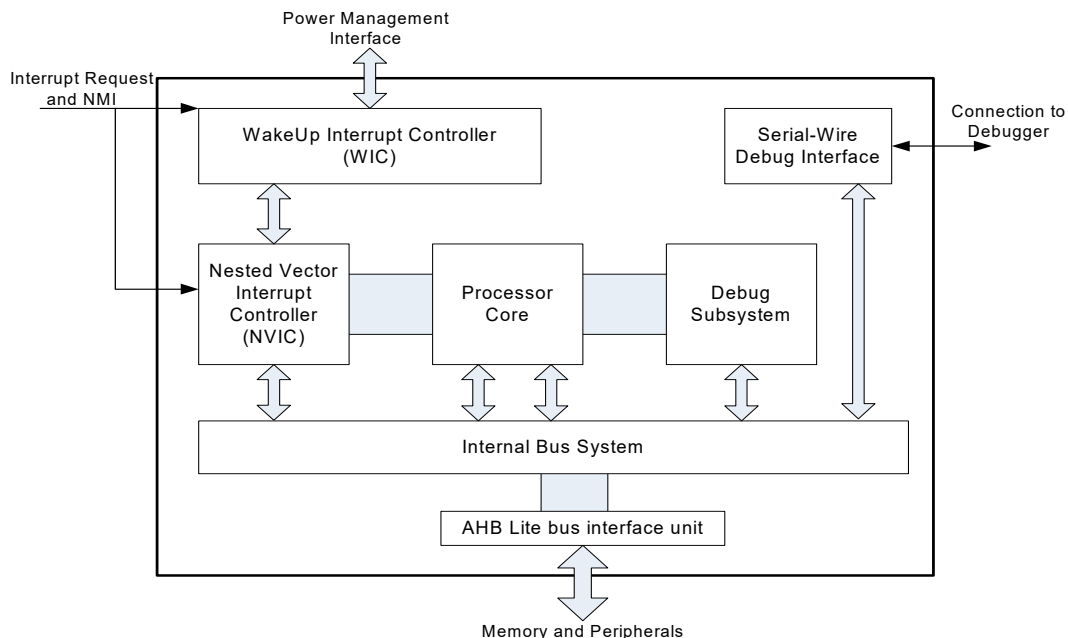 Power Management
Interface
Interrupt Request
and NMI
WakeUp Interrupt Controller
(WIC)
Serial-Wire
Debug Interface
Connection to
Debugger
Nested Vector
Interrupt
Controller
(NVIC)
Processor
Core
Debug
Subsystem
Internal Bus System
AHB Lite bus interface unit
Memory and Peripherals